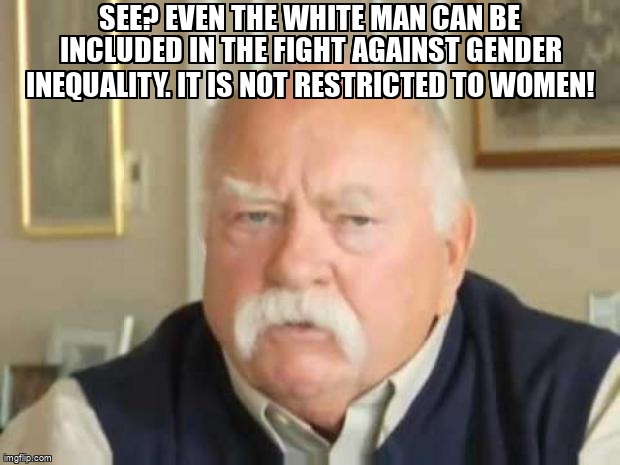 SEE? EVEN THE WHITE MAN CAN BE
INCLUDED IN THE FIGHT AGAINST GENDER
INEQUALITY. IT IS NOT RESTRICTED TO WOMEN!
imgflip.com